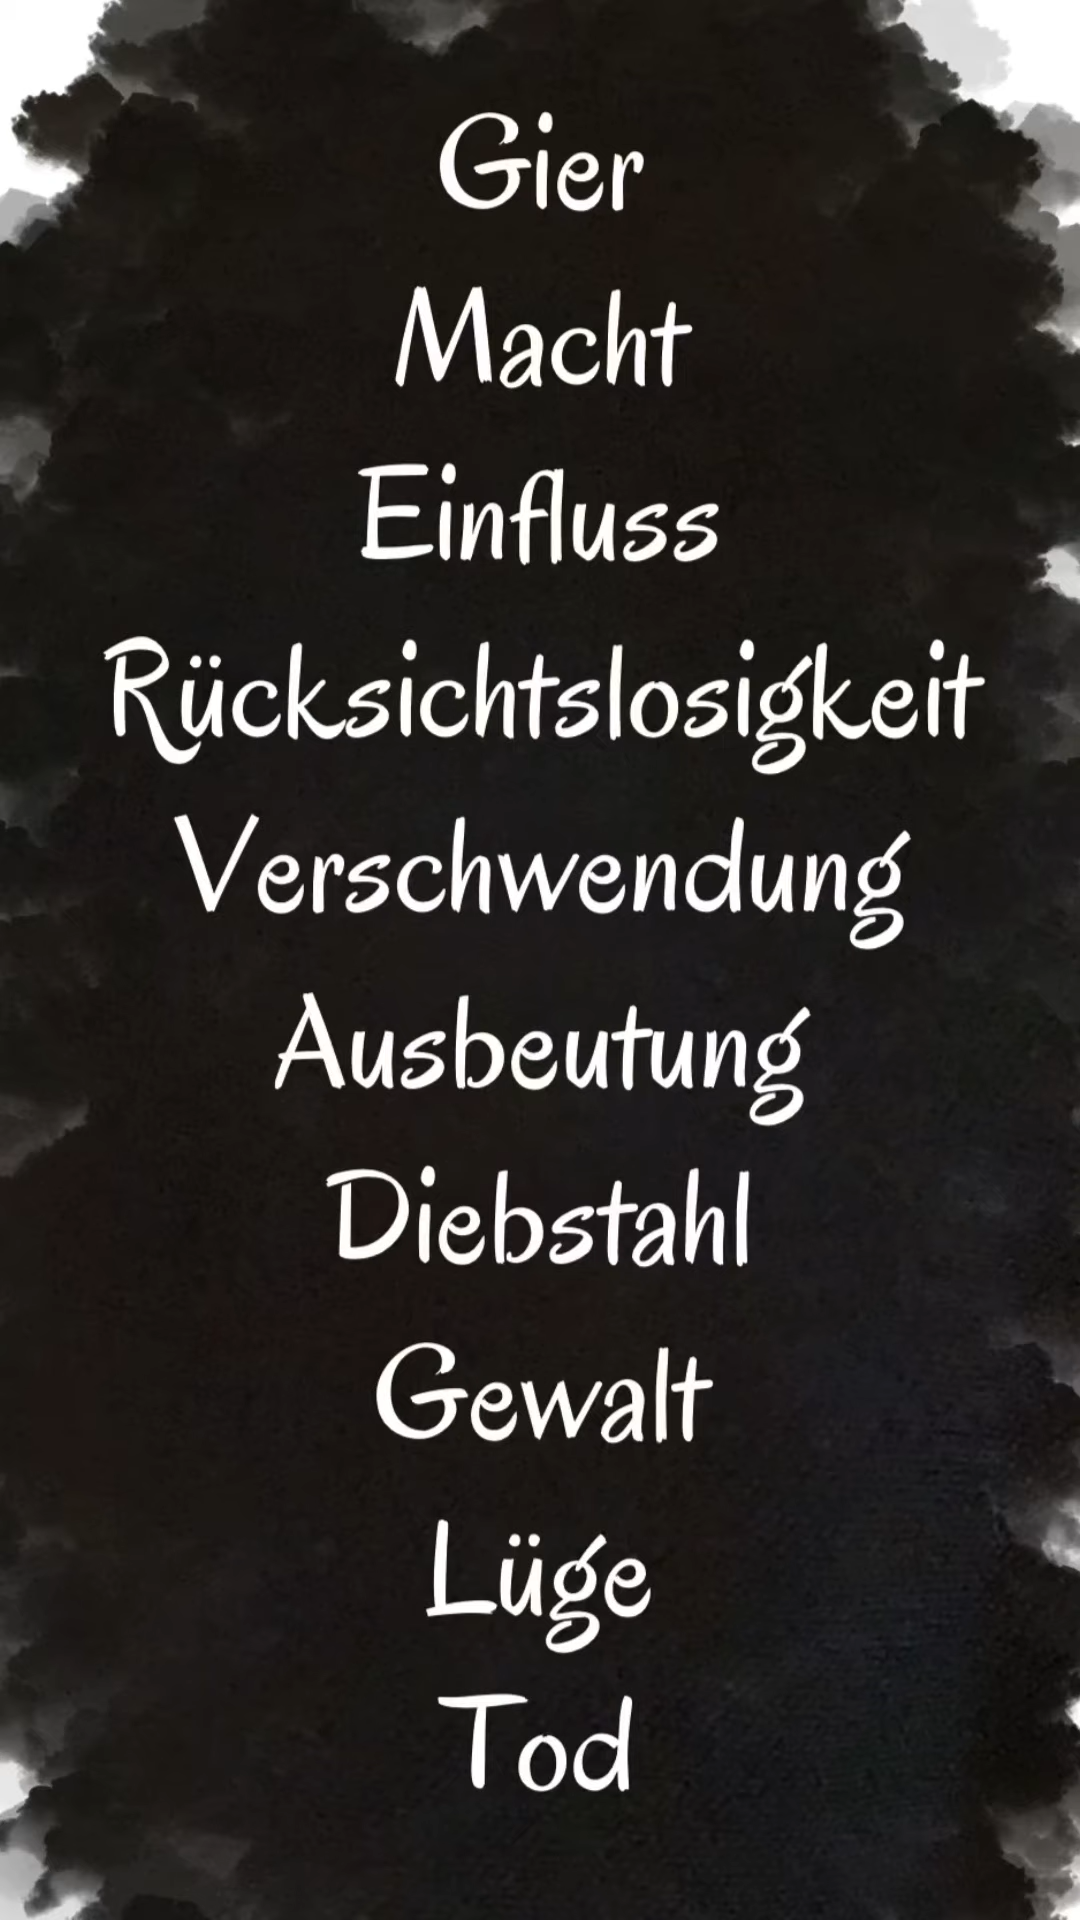 Gier
Macht
Einfluss
Rücksichtslosigkeit
Verschwendung
Ausbeutung
Diebstahl
Gewalt
Lüge
Tod